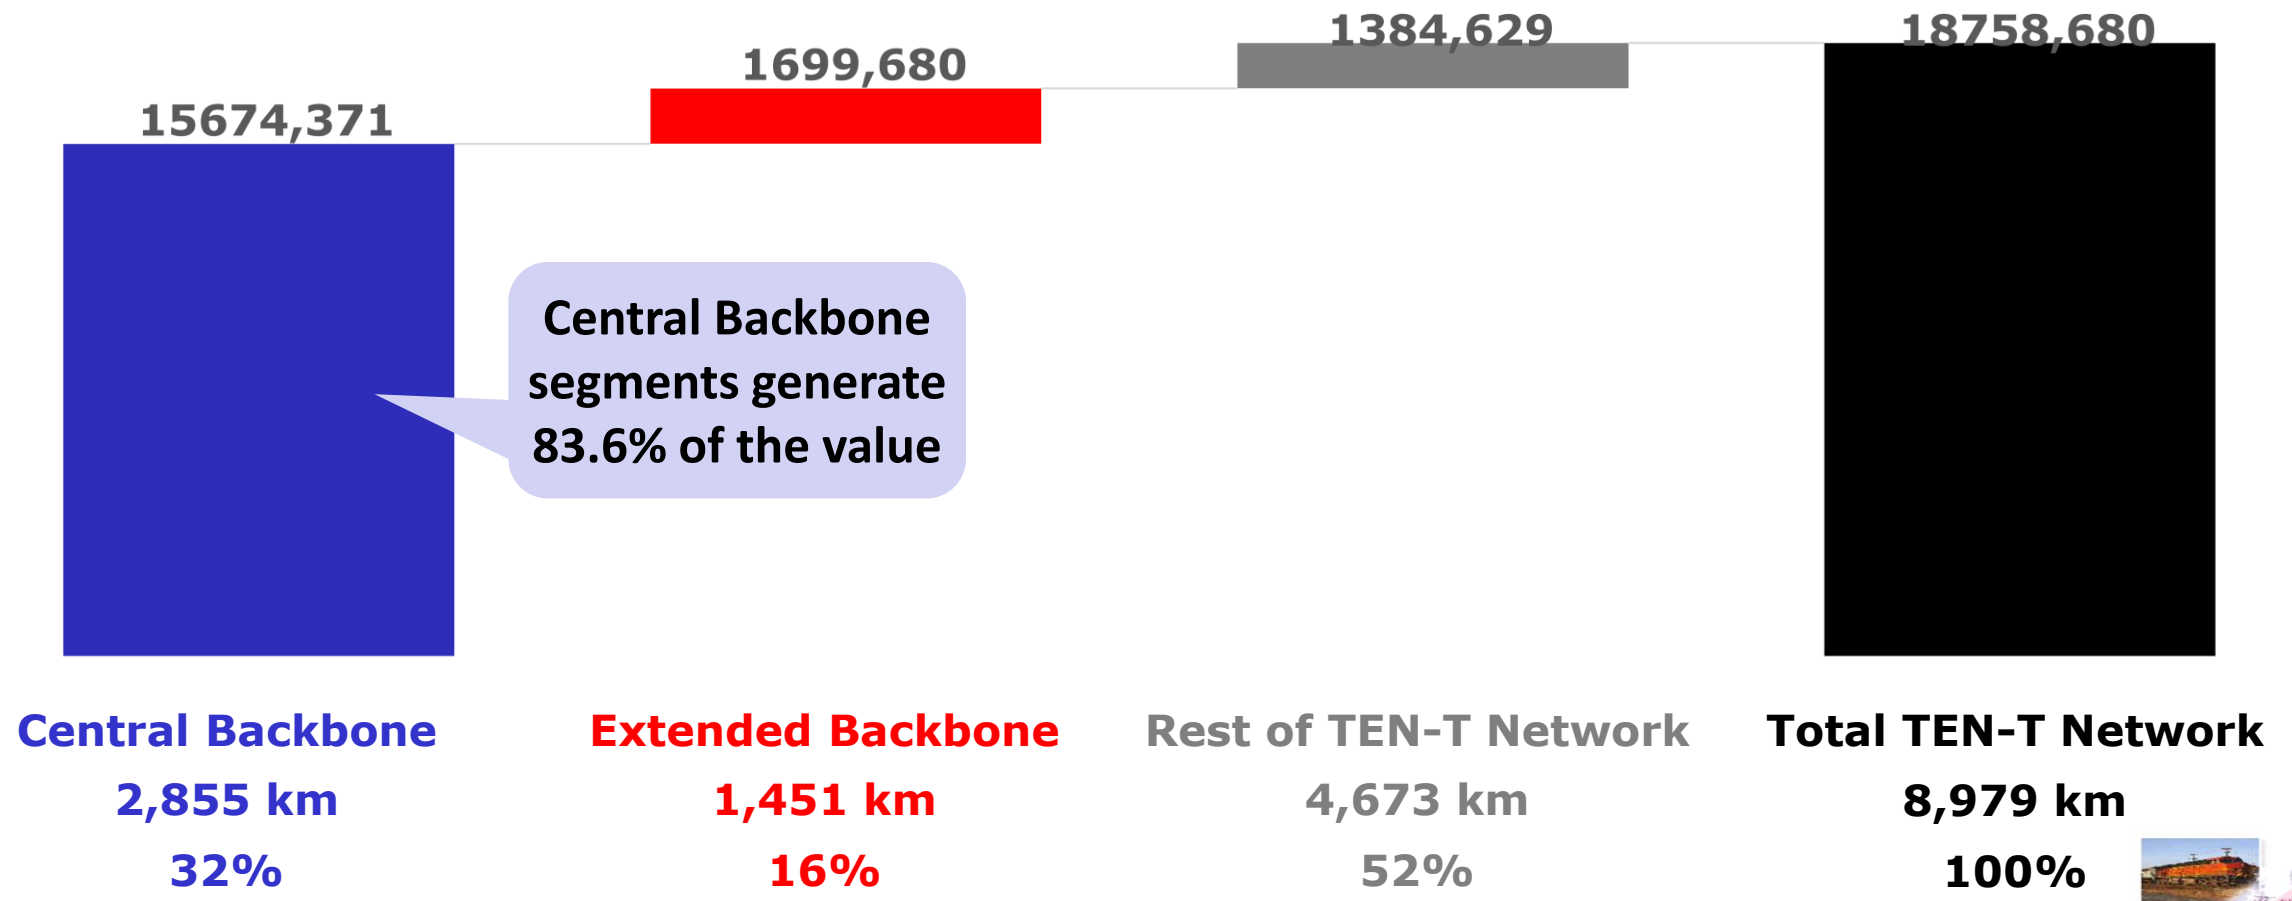 15674,371
1699,680
1384,629
18758,680
Central Backbone
segments generate
83.6% of the value
Central Backbone
2,855 km
32%
Extended Backbone
1,451 km
16%
Rest of TEN-T Network
4,673 km
52%
Total TEN-T Network
8,979 km
100%